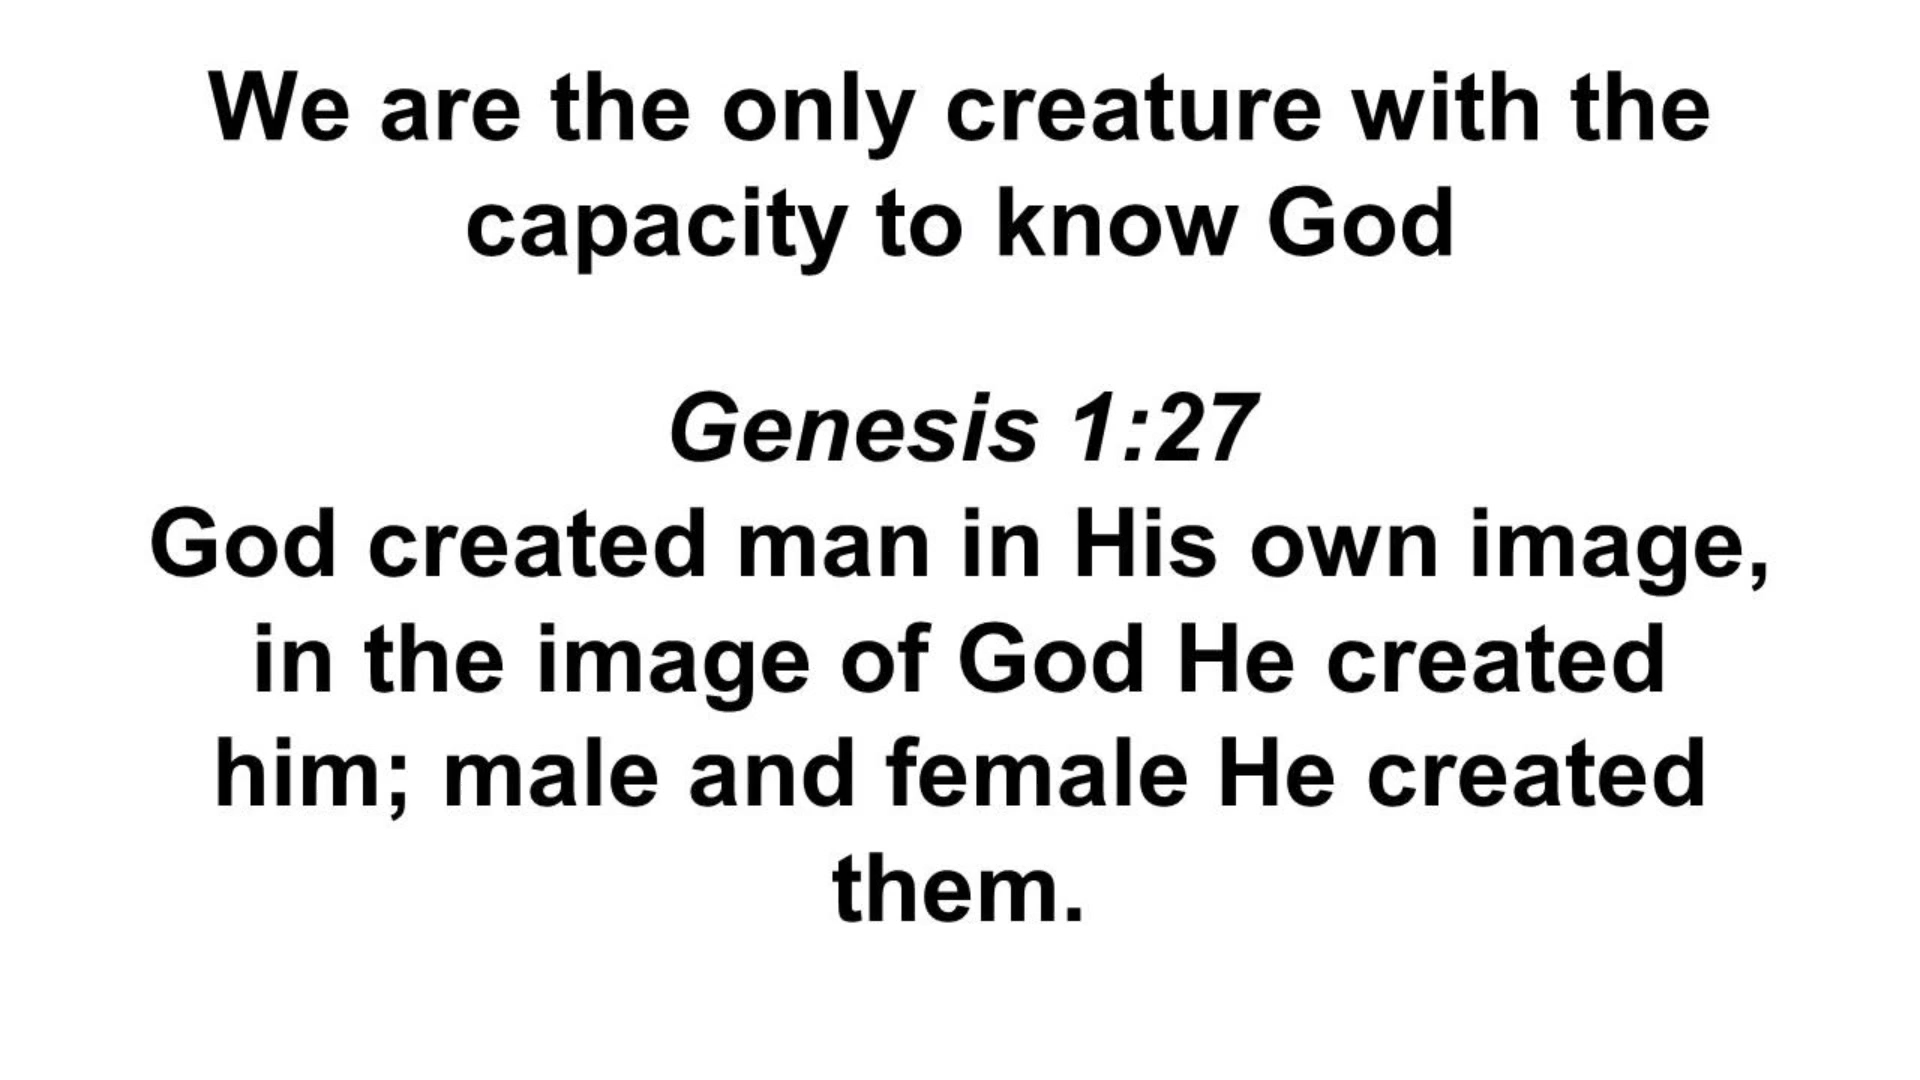 We are the only creature with the
capacity to know God
Genesis 1:27
God created man in His own image,
in the image of God He created
him; male and female He created
them.